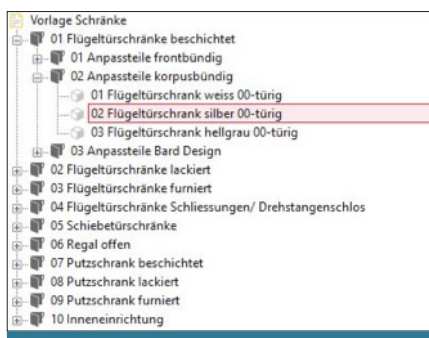 Vorlage Schränke
01 Flügeltürschränke beschichtet
01 Anpassteile frontbündig
02 Anpassteile korpusbündig
01 Flügeltürschrank weiss 00-türig
02 Flügeltürschrank silber 00-türig
03 Flügeltürschrank hellgrau 00-türig
03 Anpassteile Bard Design
02 Flügeltürschränke lackiert
03 Flügeltürschränke furniert
04 Flügeltürschränke Schliessungen/ Drehstangenschlos
05 Schiebetürschränke
06 Regal offen
07 Putzschrank beschichtet
08 Putzschrank lackiert
09 Putzschrank furniert
10 Inneneinrichtung